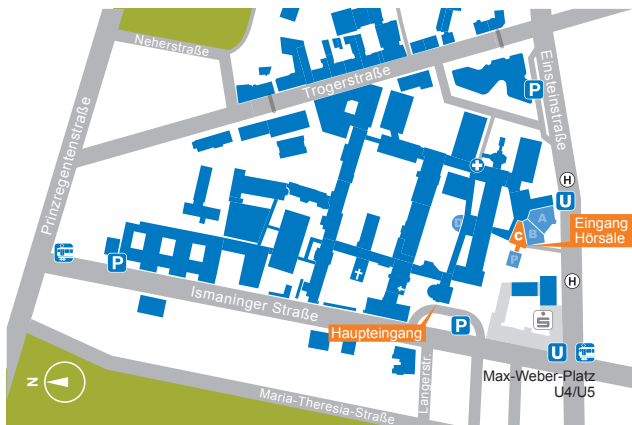 Neherstraße
Trogerstraße
Einsteinstraße
Prinzregentenstraße
P
H
U
A
D
C
B
Eingang
Hörsäle
P
P
H
Ismaninger Straße
S
Haupteingang
P
U
N
Langerstr.
Max-Weber-Platz
U4/U5
Maria-Theresia-Straße